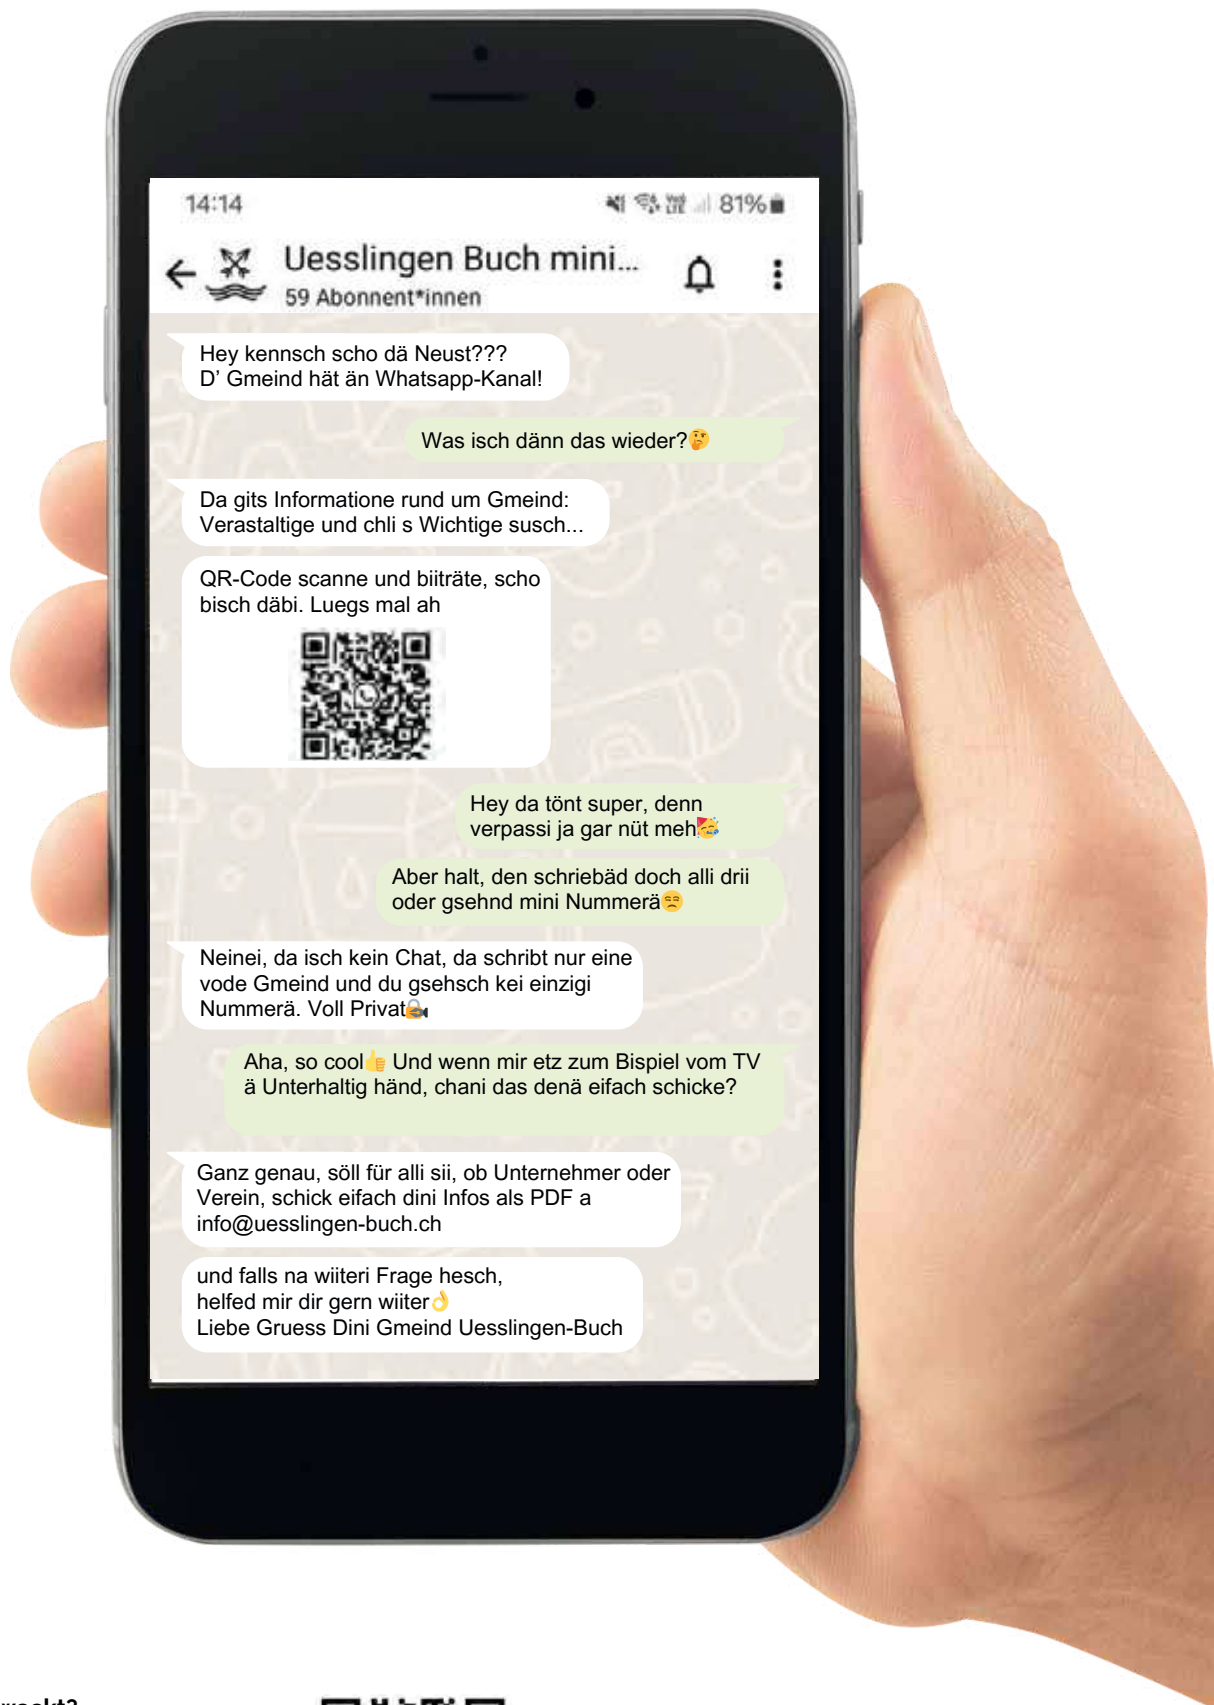 14:14
81%
Uesslingen Buch mini...
59 Abonnent*innen
Hey kennsch scho dä Neust???
D' Gmeind hät än Whatsapp-Kanal!
Was isch dänn das wieder?🤔
Da gits Informatione rund um Gmeind:
Verastaltige und chli s Wichtige susch...
QR-Code scanne und biiträte, scho
bisch däbi. Luegs mal ah
Hey da tönt super, denn
verpassi ja gar nüt meh🥳
Aber halt, den schriebäd doch alli drii
oder gsehnd mini Nummerä😒
Neinei, da isch kein Chat, da schribt nur eine
vode Gmeind und du gsehsch kei einzigi
Nummerä. Voll Privat🔐
Aha, so cool👍 Und wenn mir etz zum Bispiel vom TV
ä Unterhaltig händ, chani das denä eifach schicke?
Ganz genau, söll für alli sii, ob Unternehmer oder
Verein, schick eifach dini Infos als PDF a
info@uesslingen-buch.ch
und falls na wiiteri Frage hesch,
helfed mir dir gern wiiter👌
Liebe Gruess Dini Gmeind Uesslingen-Buch